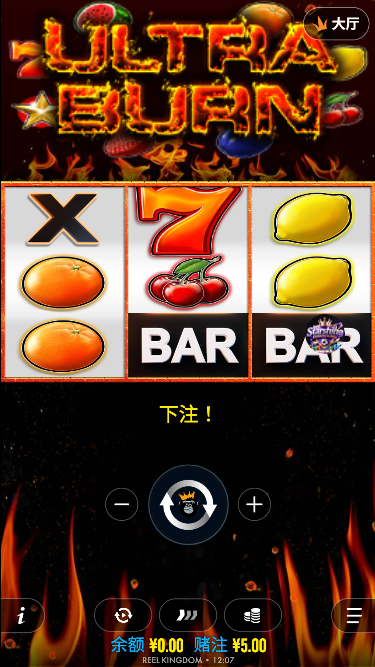 大厅
ULTRA
BURN
X
7
BAR
BAR
Starshine
下注！
余额 ¥0.00 赌注 ¥5.00
REEL KINGDOM • 12:07